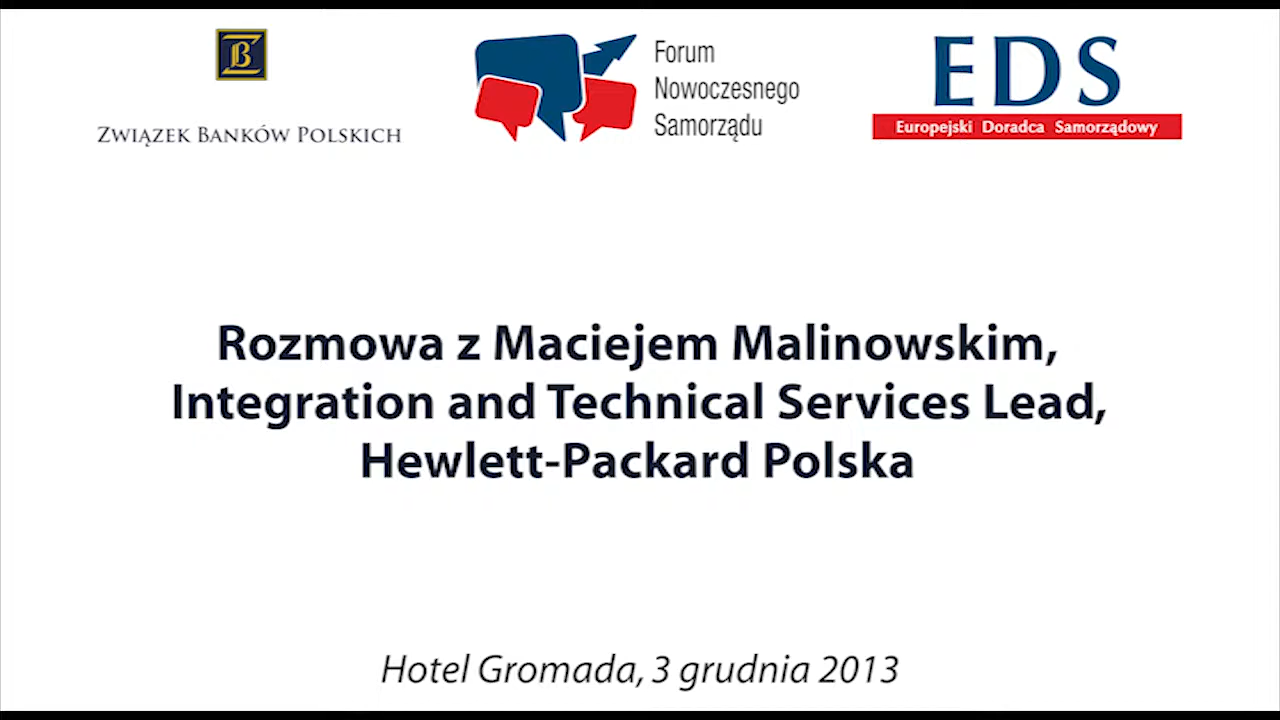 ZB
ZWIĄZEK BANKÓW POLSKICH
Forum
Nowoczesnego
Samorządu
EDS
Europejski Doradca Samorządowy
Rozmowa z Maciejem Malinowskim,
Integration and Technical Services Lead,
Hewlett-Packard Polska
Hotel Gromada, 3 grudnia 2013